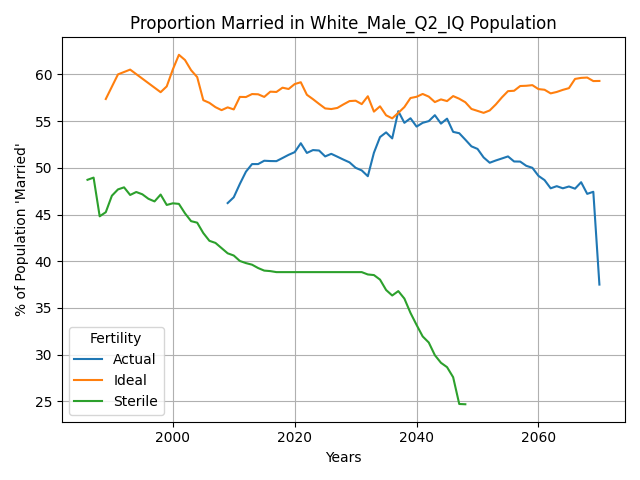 Proportion Married in White_Male_Q2_IQ Population
% of Population 'Married'
60
55
50
45
40
35
30
25
Fertility
Actual
Ideal
Sterile
2000 2020 2040 2060
Years